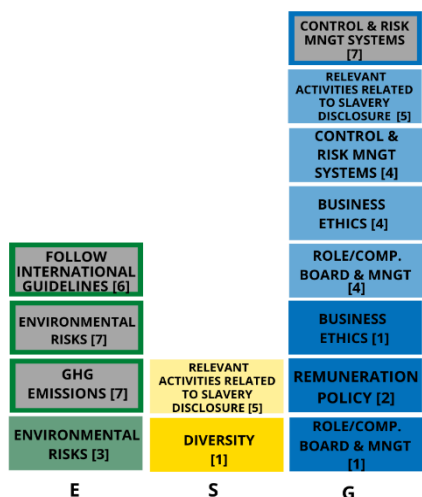 CONTROL & RISK
MNGT SYSTEMS
[7]
RELEVANT
ACTIVITIES RELATED
TO SLAVERY
DISCLOSURE [5]
CONTROL &
RISK MNGT
SYSTEMS [4]
BUSINESS
ETHICS [4]
FOLLOW
INTERNATIONAL
GUIDELINES [6]
ROLE/COMP.
BOARD & MNGT
[4]
ENVIRONMENTAL
RISKS [7]
BUSINESS
ETHICS [1]
GHG
EMISSIONS [7]
RELEVANT
ACTIVITIES RELATED
TO SLAVERY
DISCLOSURE [5]
REMUNERATION
POLICY [2]
ENVIRONMENTAL
RISKS [3]
DIVERSITY
[1]
ROLE/COMP.
BOARD & MNGT
[1]
E S G